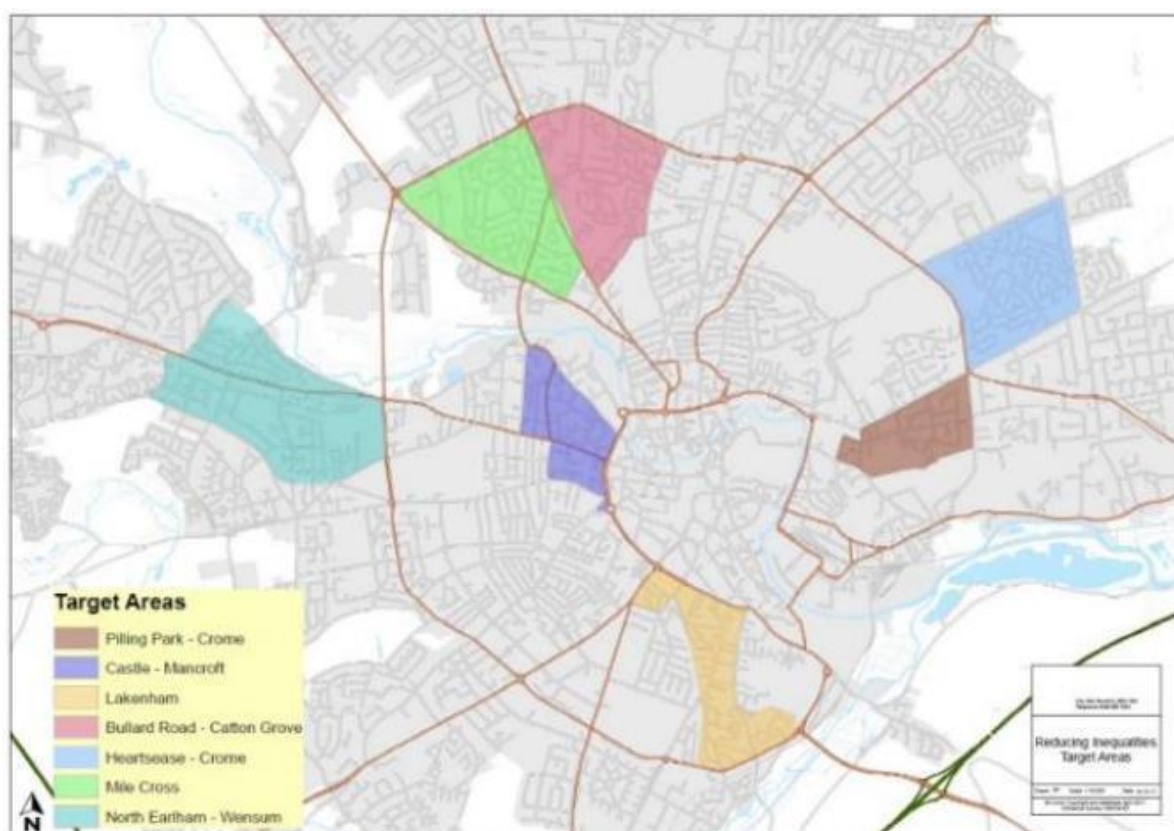 Target Areas
Pilling Park - Crome
Castle - Mancroft
Lakenham
Bullard Road - Catton Grove
Heartsease - Crome
Mile Cross
North Earlham - Wensum
N
Reducing Inequalities
Target Areas